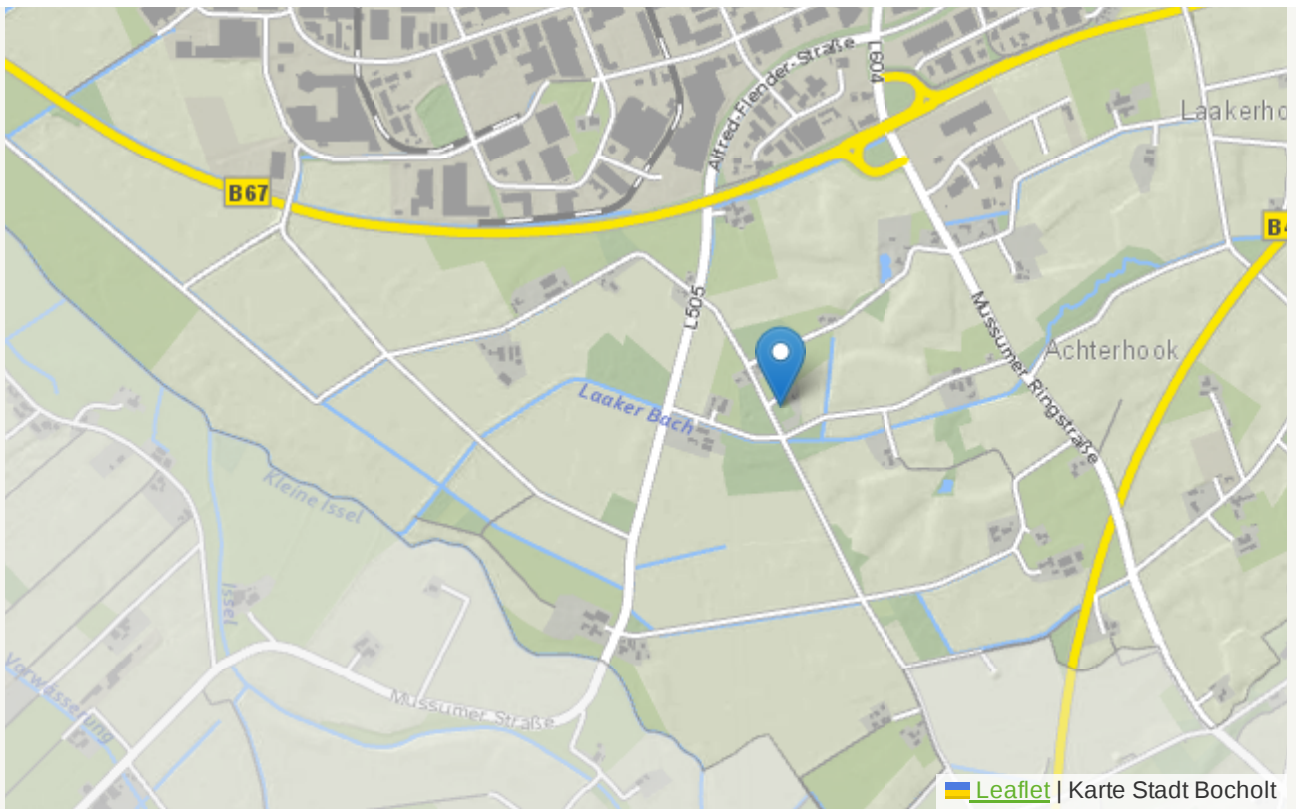 L604
Alfred-Flender-Straße
Laakerho
B67
B4
L505
Mussumer Ringstraße
Achterhook
Laaker Bach
Kleine Issel
Issel
Vorwässerung
Mussumer Straße
Leaflet | Karte Stadt Bocholt